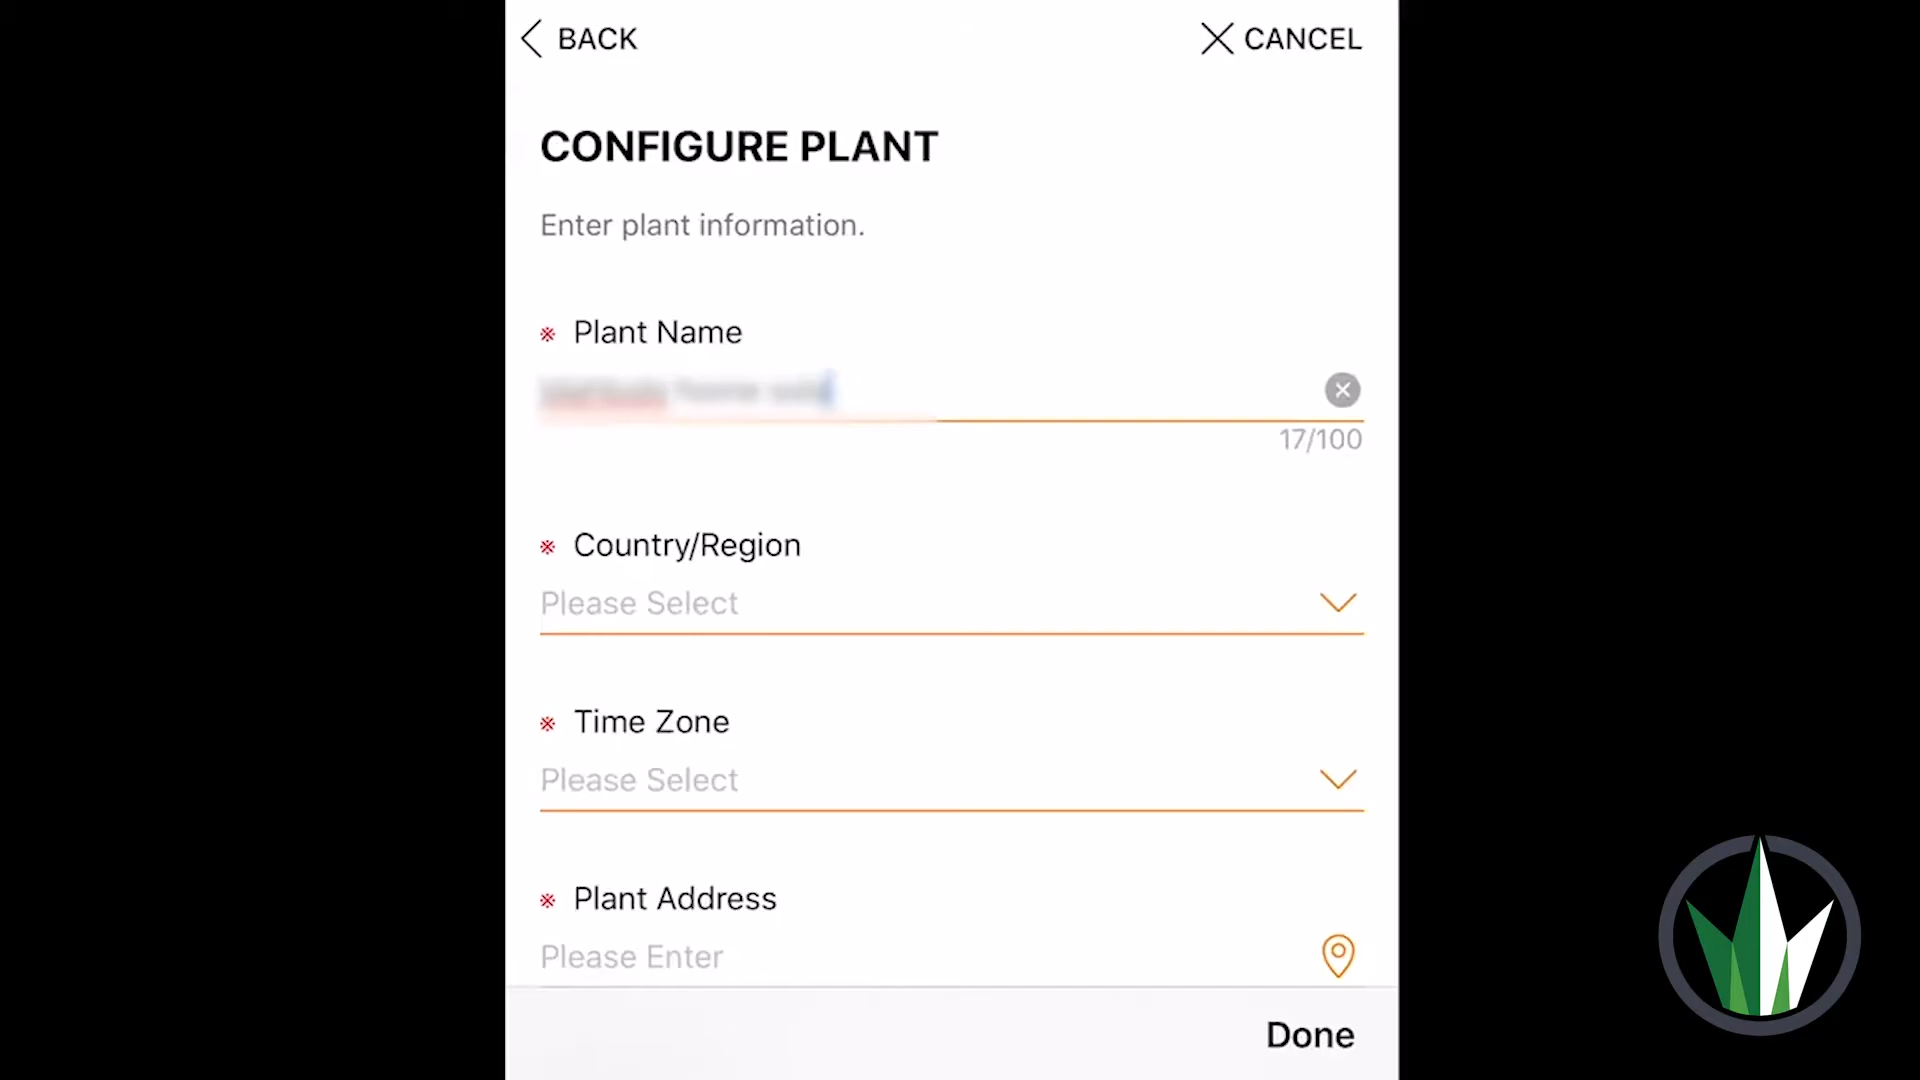 BACK
CANCEL
CONFIGURE PLANT
Enter plant information.
※ Plant Name
17/100
※ Country/Region
Please Select
※ Time Zone
Please Select
※ Plant Address
Please Enter
Done